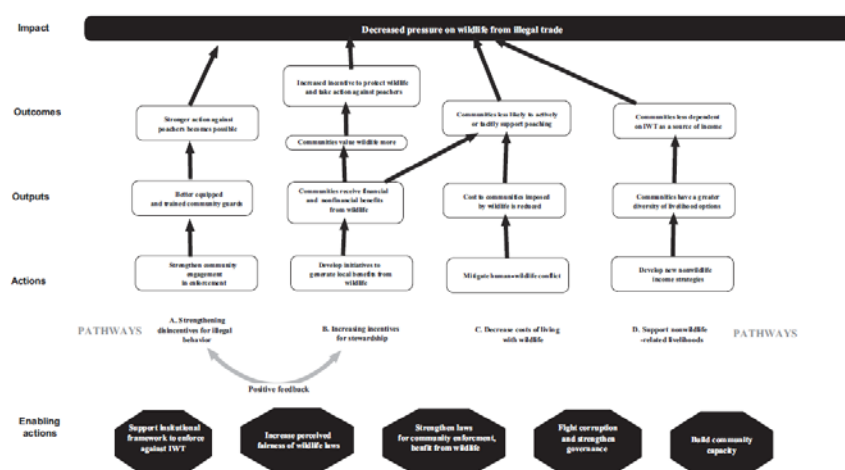 Impact
Decreased pressure on wildlife from illegal trade
Increased incentive to protect wildlife
and take action against poachers
Outcomes
Stronger action against
poachers becomes possible
Communities value wildlife more
Communities less likely to actively
or tacitly support poaching
Communities less dependent
on IWT as a source of income
Outputs
Better equipped
and trained community guards
Communities receive financial
and nonfinancial benefits
from wildlife
Cost to communities imposed
by wildlife is reduced
Communities have a greater
diversity of livelihood options
Actions
Strengthen community
engagement
in enforcement
Develop initiatives to
generate local benefits from
wildlife
Mitigate human-wildlife conflict
Develop new nonwildlife
income strategies
PATHWAYS
A. Strengthening
disincentives for illegal
behavior
B. Increasing incentives
for stewardship
C. Decrease costs of living
with wildlife
D. Support nonwildlife
-related livelihoods
PATHWAYS
Positive feedback
Enabling
actions
Support institutional
framework to enforce
against IWT
Increase perceived
fairness of wildlife laws
Strengthen laws
for community enforcement,
benefit from wildlife
Fight corruption
and strengthen
governance
Build community
capacity